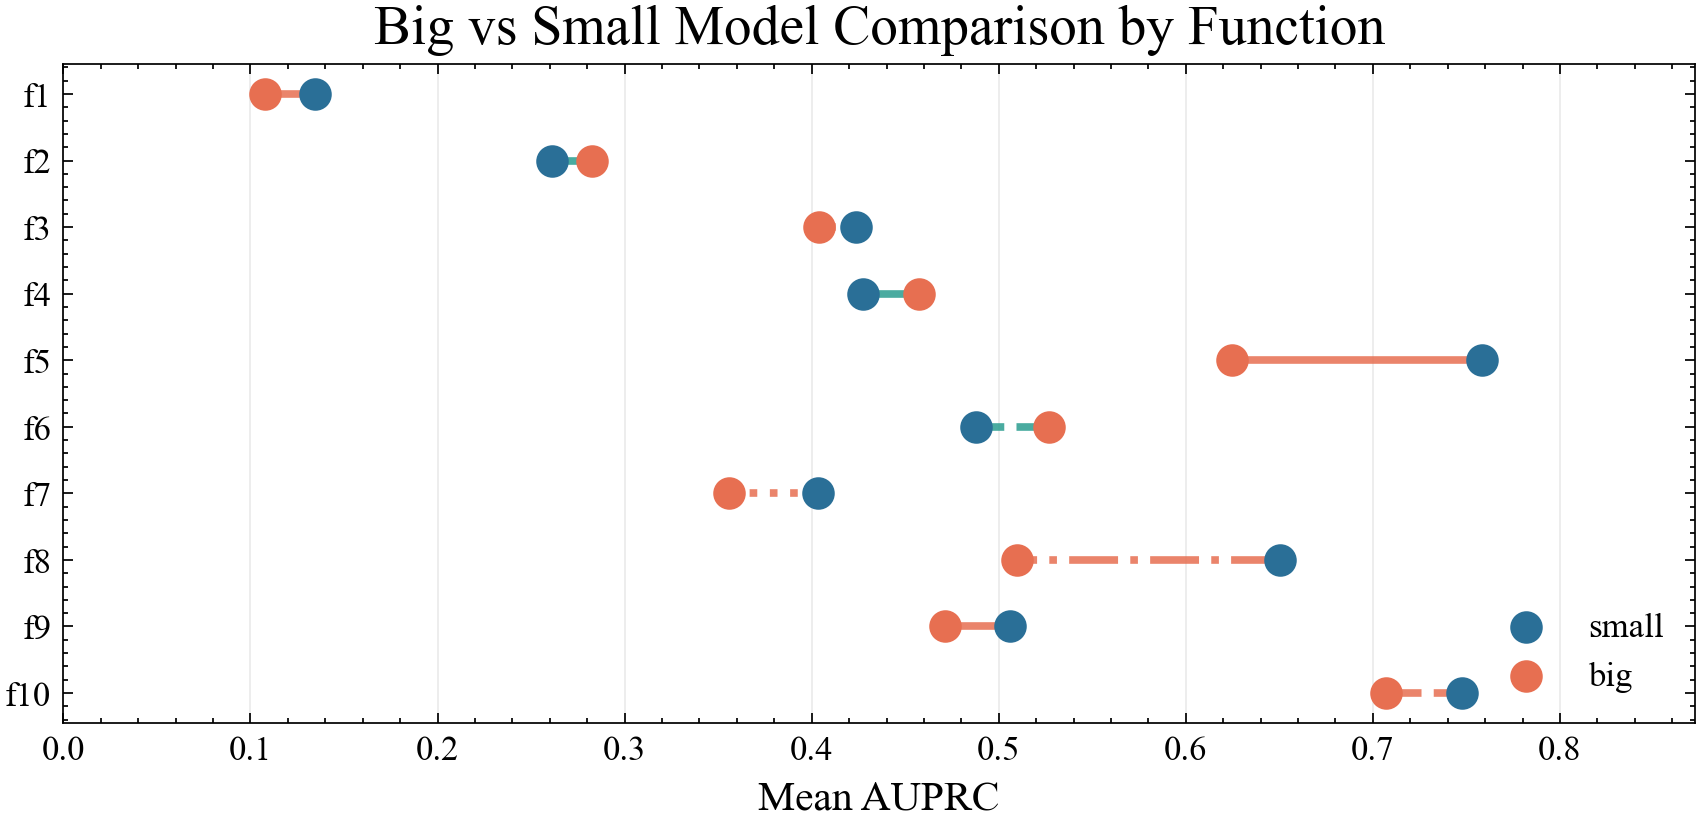 Big vs Small Model Comparison by Function
f1
f2
f3
f4
f5
f6
f7
f8
f9
f10
small
big
0.0 0.1 0.2 0.3 0.4 0.5 0.6 0.7 0.8
Mean AUPRC